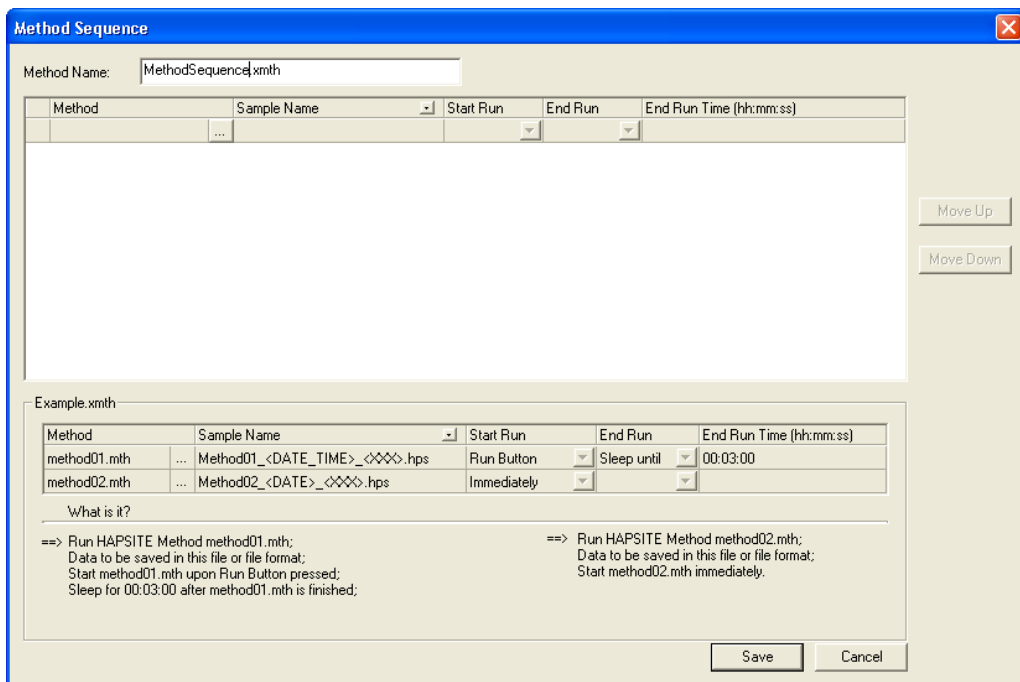 Method Sequence
Method Name: MethodSequence.xmth
Method Sample Name Start Run End Run End Run Time (hh:mm:ss)
...
Move Up
Move Down
Example.xmth
Method Sample Name Start Run End Run End Run Time (hh:mm:ss)
method01.mth ... Method01_<DATE_TIME>_<XXX>.hps Run Button Sleep until 00:03:00
method02.mth ... Method02_<DATE>_<XXX>.hps Immediately
What is it?
==> Run HAPSITE Method method01.mth;
Data to be saved in this file or file format;
Start method01.mth upon Run Button pressed;
Sleep for 00:03:00 after method01.mth is finished;
==> Run HAPSITE Method method02.mth;
Data to be saved in this file or file format;
Start method02.mth immediately.
Save Cancel